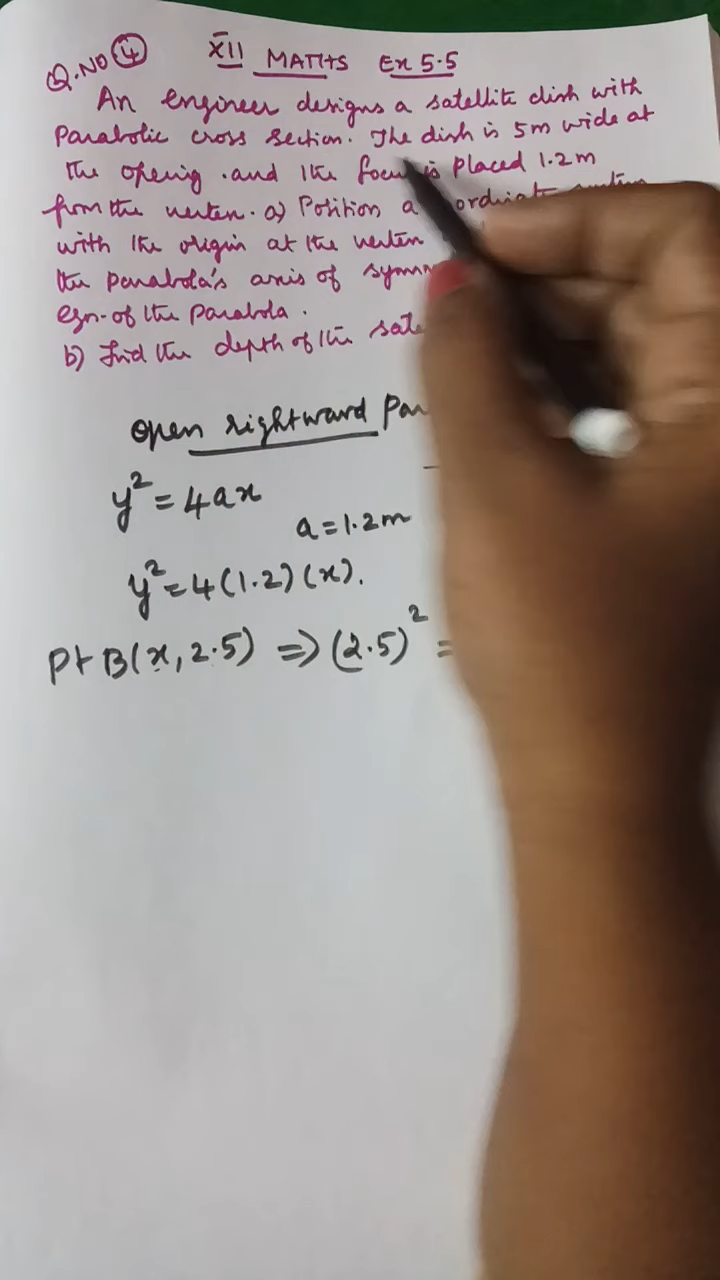 Q.NO 4 XII MATHS Ex 5.5
An engineer designs a satellite dish with
Parabolic cross section. The dish is 5m wide at
the opening .and the focus is placed 1.2m
from the vertex. a) Position a
with the origin at the vertex
the parabola's axis of symm
eqn. of the parabola.
b) Find the depth of the sate
open rightward Par
y² = 4ax
a = 1.2m
y² = 4(1.2)(x).
Pt B(x, 2.5) => (2.5)² =